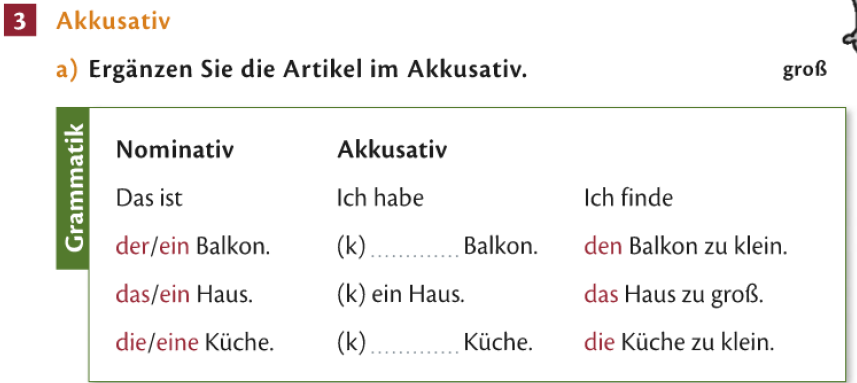 3 Akkusativ
a) Ergänzen Sie die Artikel im Akkusativ.
groß
Grammatik
Nominativ Akkusativ
Das ist Ich habe Ich finde
der/ein Balkon. (k) ............. Balkon. den Balkon zu klein.
das/ein Haus. (k) ein Haus. das Haus zu groß.
die/eine Küche. (k) ............. Küche. die Küche zu klein.